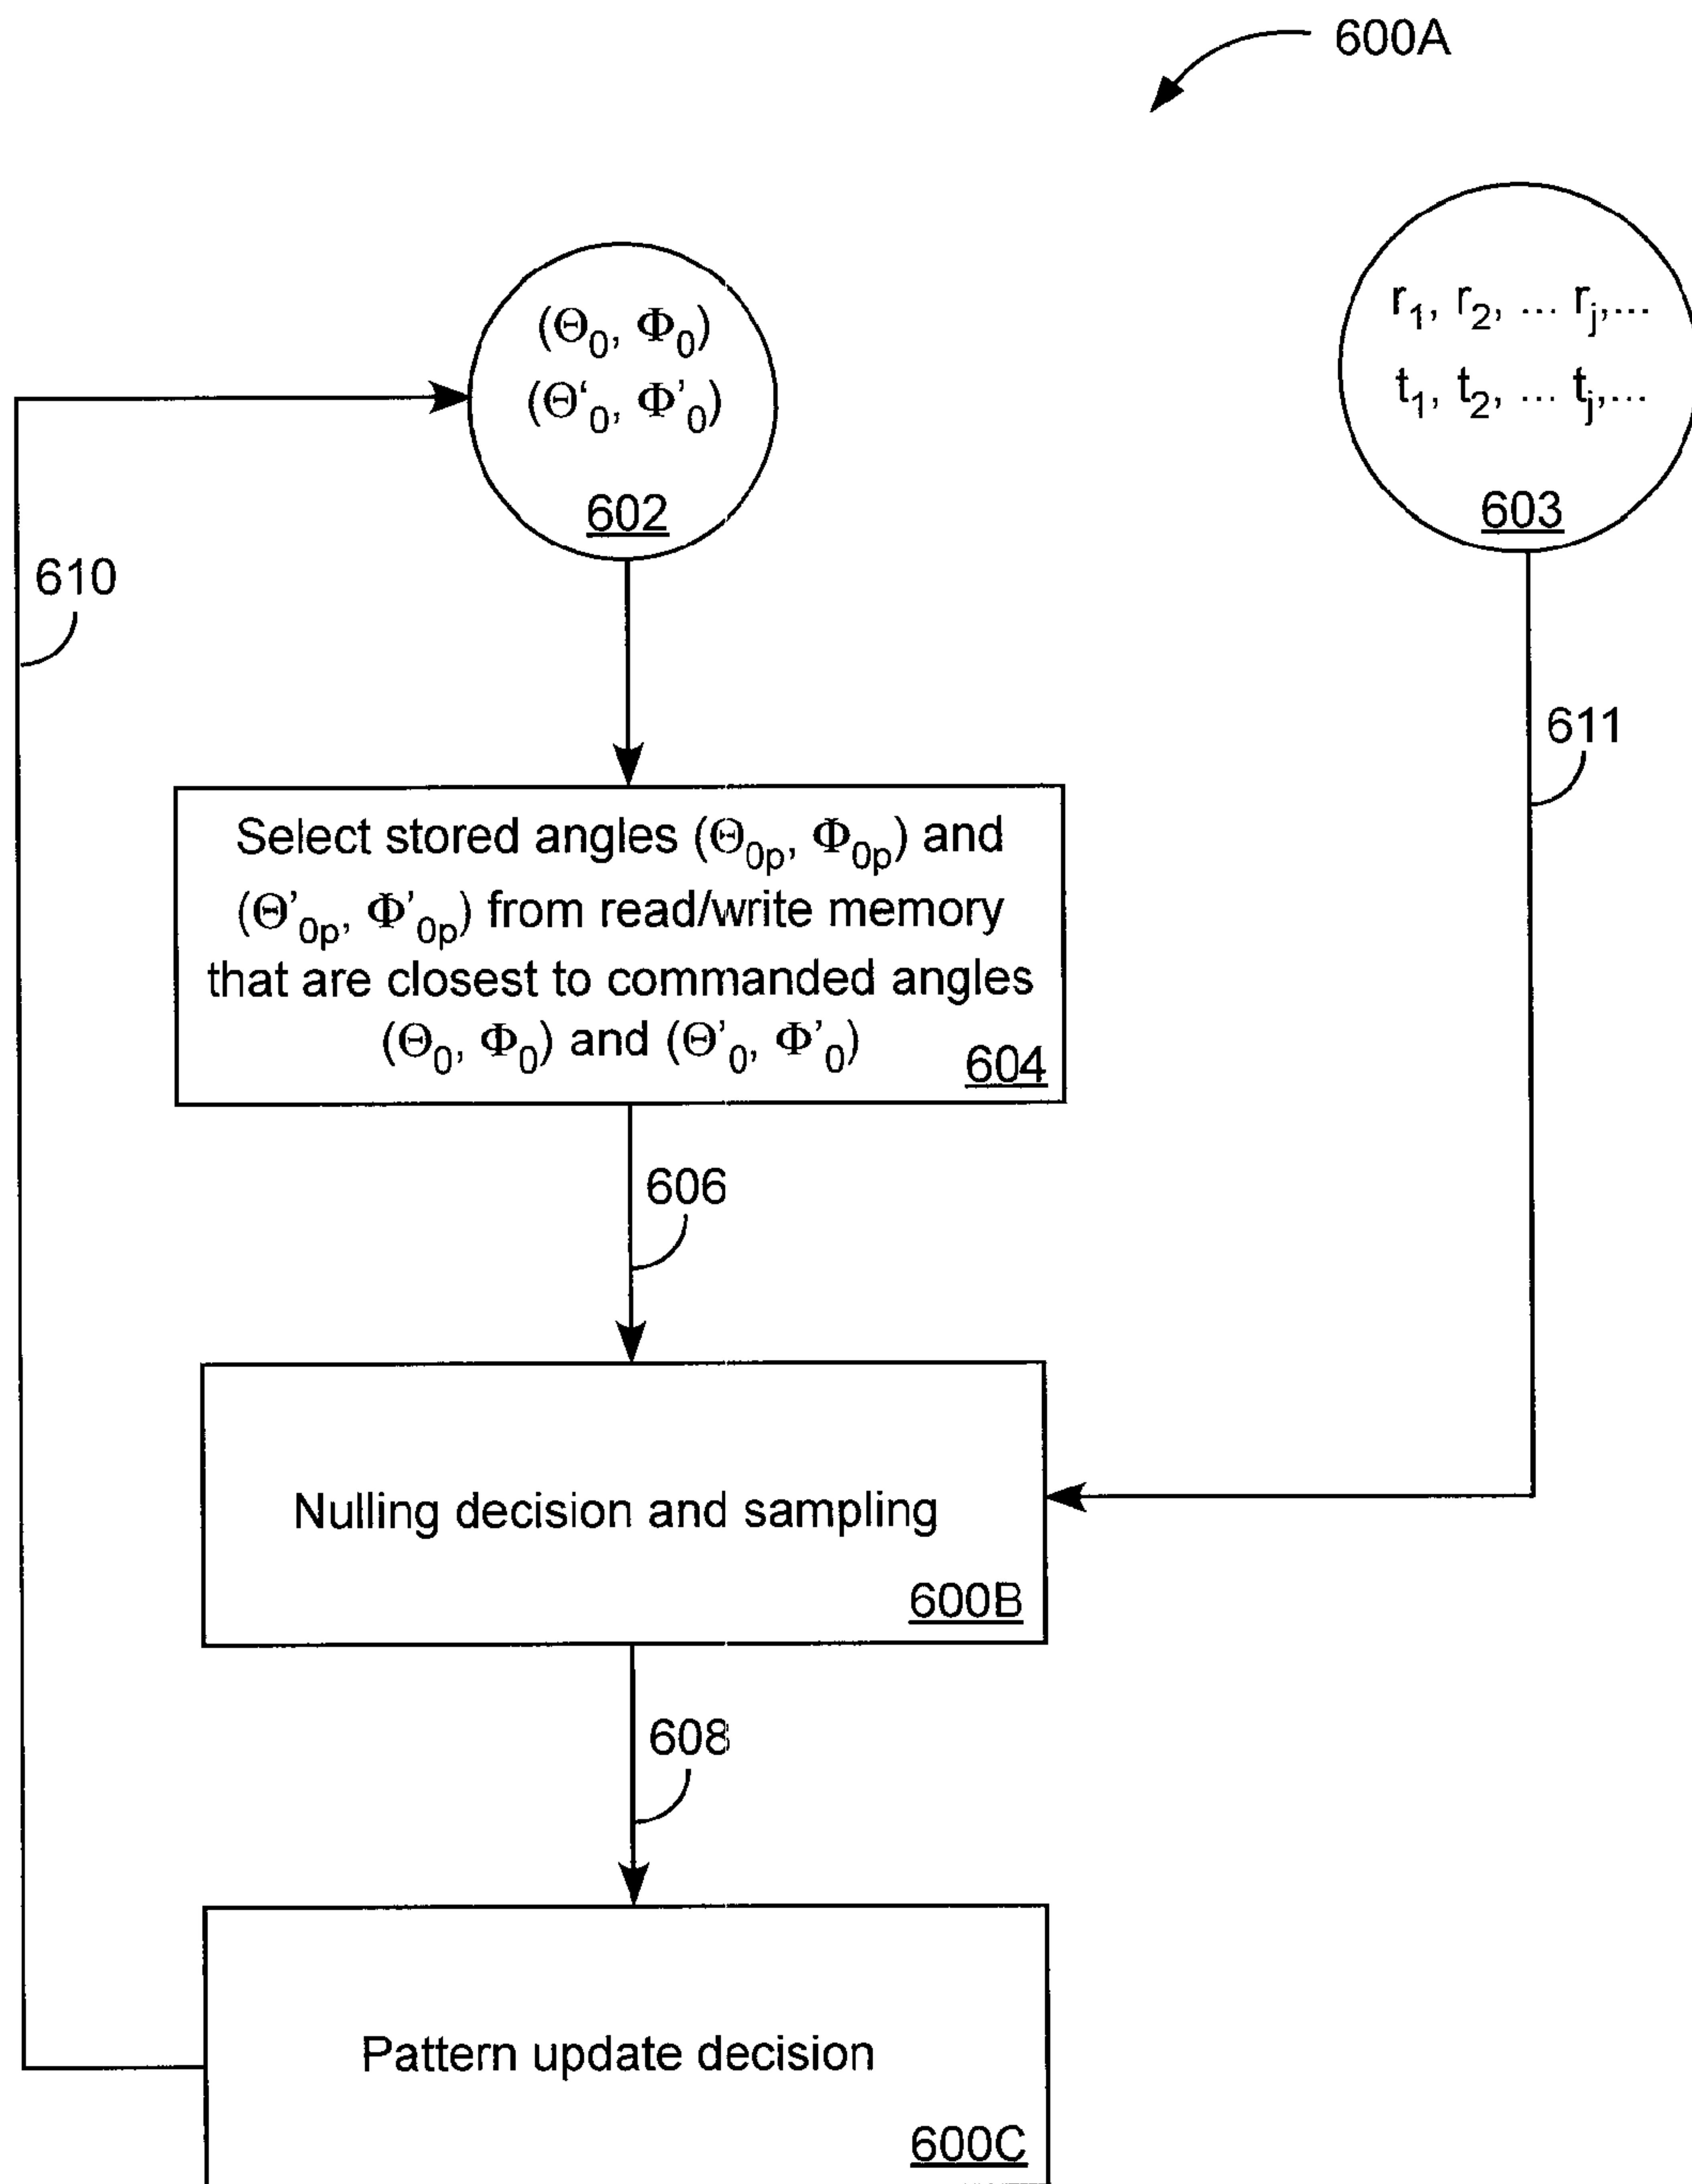 600A
(Θ₀, Φ₀)
(Θ‘₀, Φ’₀)
602
r₁, r₂, ... rⱼ,...
t₁, t₂, ... tⱼ,...
603
610
611
Select stored angles (Θ₀ₚ, Φ₀ₚ) and
(Θ’₀ₚ, Φ’₀ₚ) from read/write memory
that are closest to commanded angles
(Θ₀, Φ₀) and (Θ’₀, Φ’₀)
604
606
Nulling decision and sampling
600B
608
Pattern update decision
600C